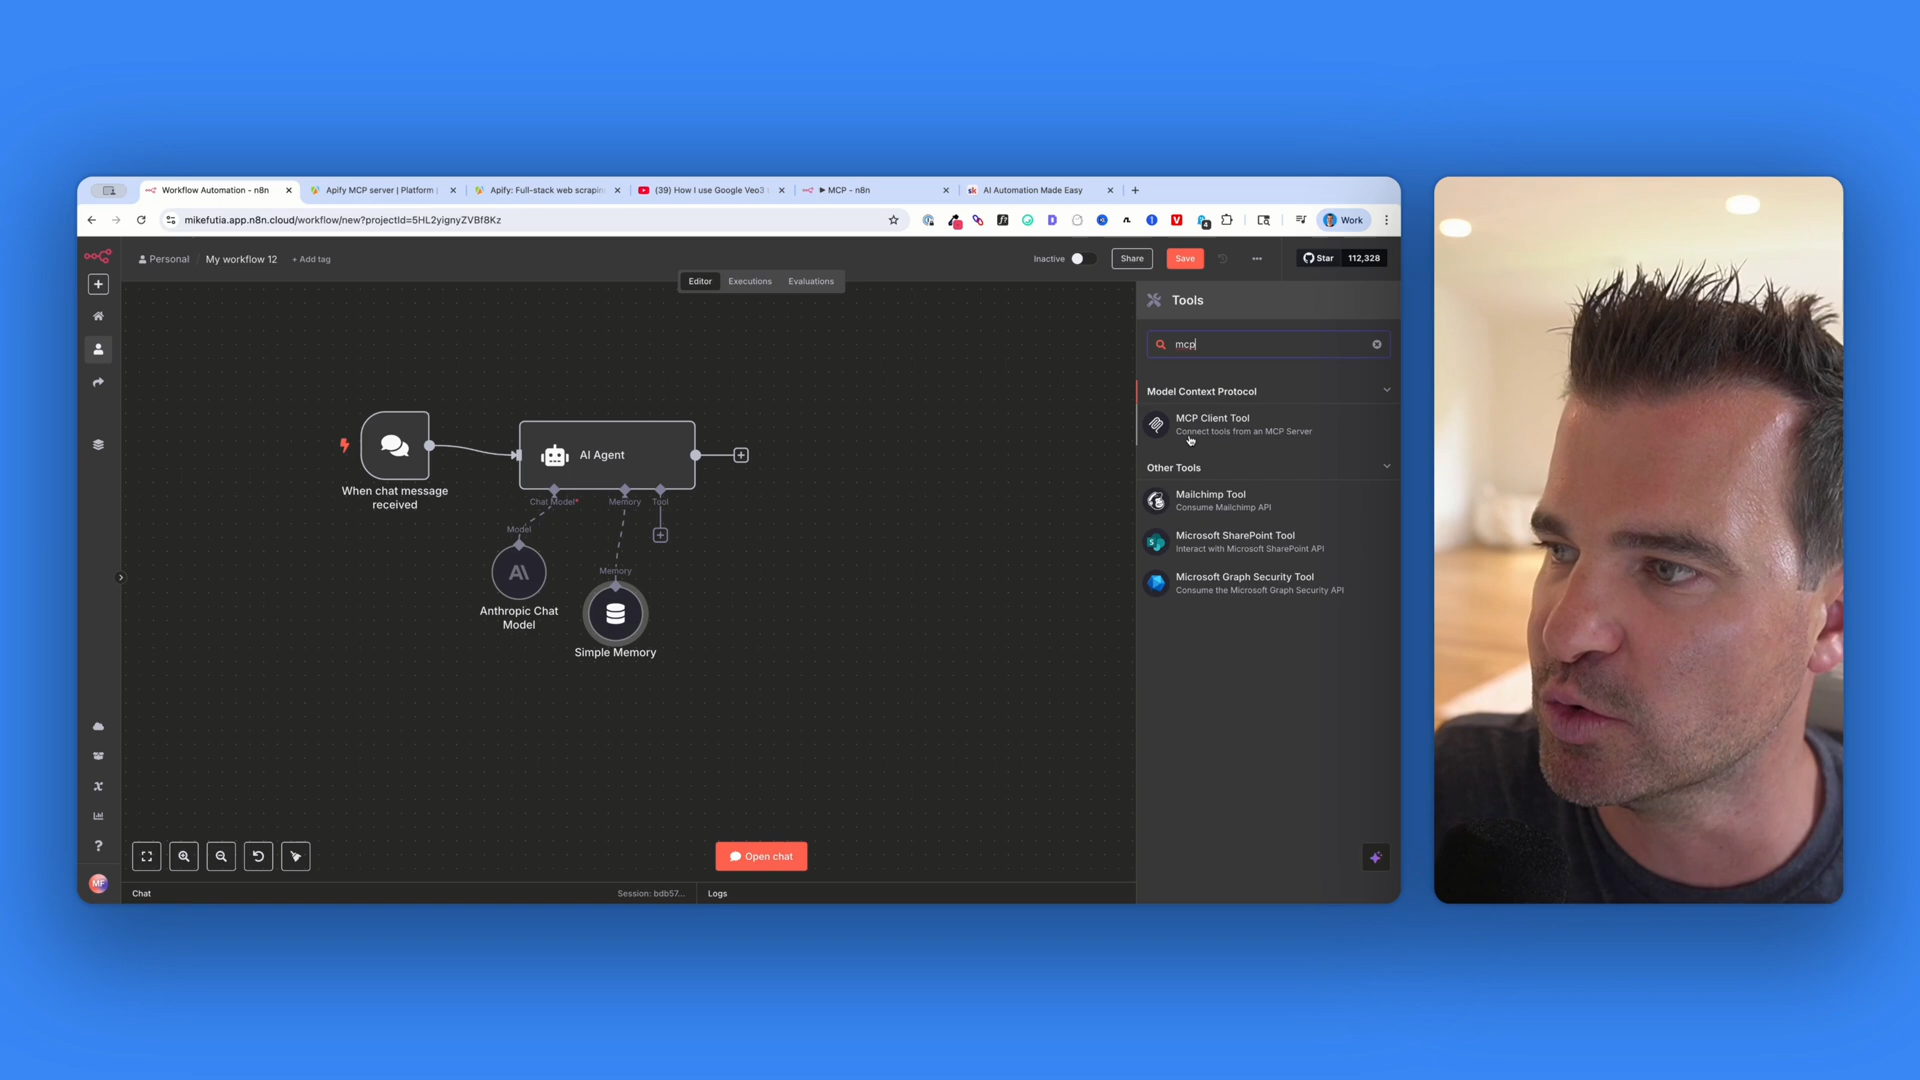 Workflow Automation - n8n
Apify MCP server | Platform |
Apify: Full-stack web scrapin
(39) How I use Google Veo3
MCP - n8n
AI Automation Made Easy
mikefutia.app.n8n.cloud/workflow/new?projectId=5HL2yignyZVBf8Kz
4
Work
Personal
My workflow 12
+ Add tag
Inactive
Share
Save
Star
112,328
Editor
Executions
Evaluations
Tools
mcp
Model Context Protocol
MCP Client Tool
Connect tools from an MCP Server
Other Tools
Mailchimp Tool
Consume Mailchimp API
Microsoft SharePoint Tool
Interact with Microsoft SharePoint API
Microsoft Graph Security Tool
Consume the Microsoft Graph Security API
When chat message
received
AI Agent
Chat Model*
Memory
Tool
Model
Memory
Anthropic Chat
Model
Simple Memory
Open chat
MF
Chat
Session: bdb57...
Logs